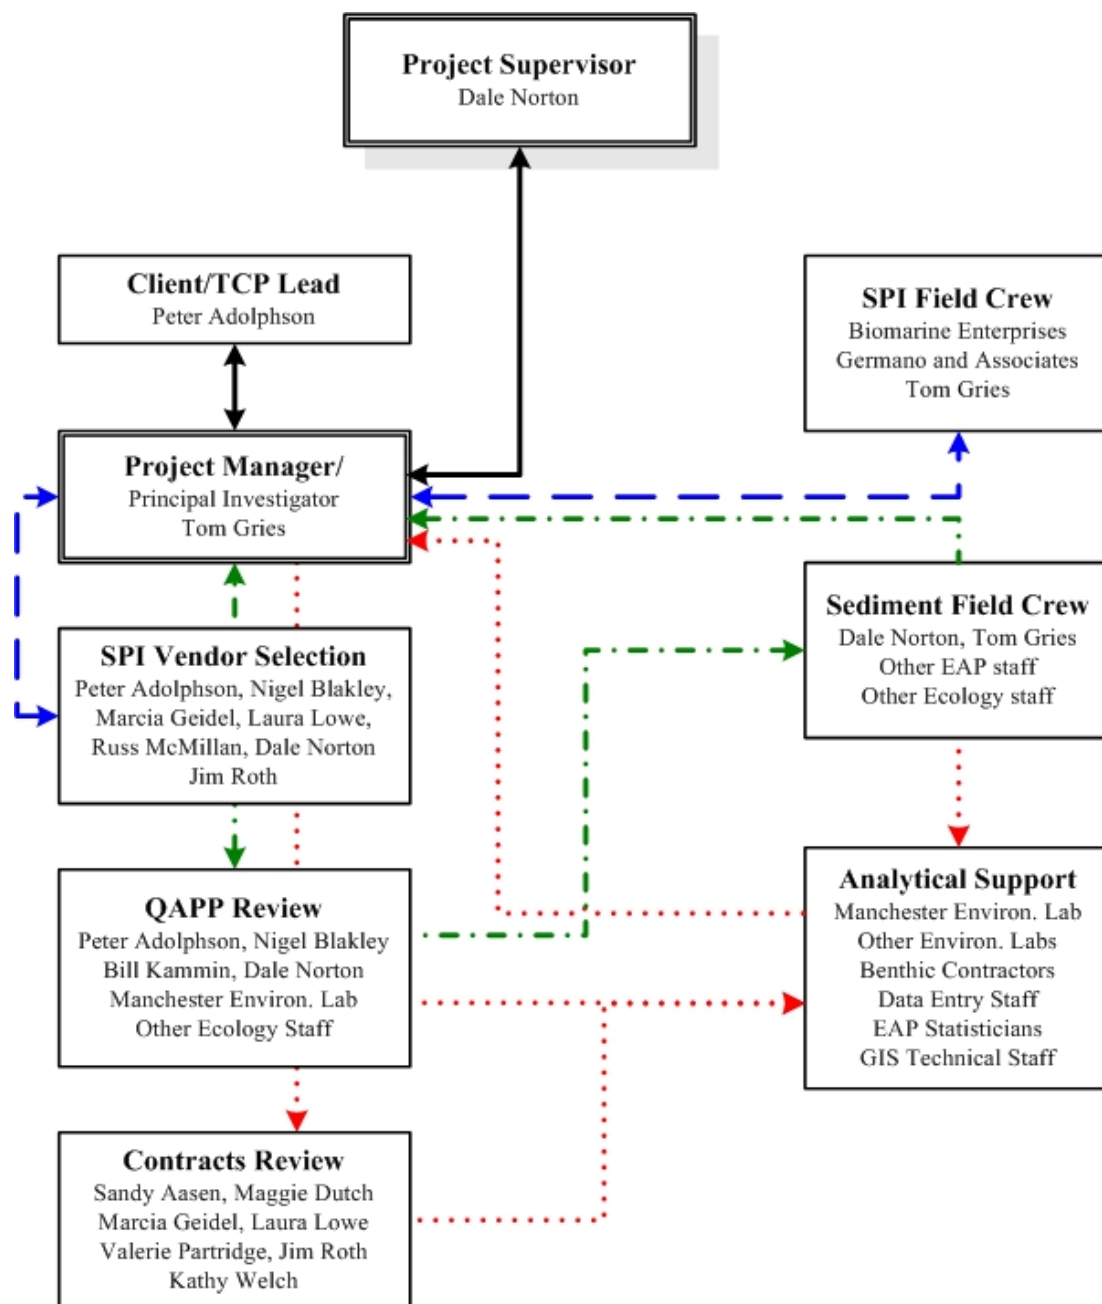 Project Supervisor
Dale Norton
Client/TCP Lead
Peter Adolphson
SPI Field Crew
Biomarine Enterprises
Germano and Associates
Tom Gries
Project Manager/
Principal Investigator
Tom Gries
Sediment Field Crew
Dale Norton, Tom Gries
Other EAP staff
Other Ecology staff
SPI Vendor Selection
Peter Adolphson, Nigel Blakley,
Marcia Geidel, Laura Lowe,
Russ McMillan, Dale Norton
Jim Roth
QAPP Review
Peter Adolphson, Nigel Blakley
Bill Kammin, Dale Norton
Manchester Environ. Lab
Other Ecology Staff
Analytical Support
Manchester Environ. Lab
Other Environ. Labs
Benthic Contractors
Data Entry Staff
EAP Statisticians
GIS Technical Staff
Contracts Review
Sandy Aasen, Maggie Dutch
Marcia Geidel, Laura Lowe
Valerie Partridge, Jim Roth
Kathy Welch